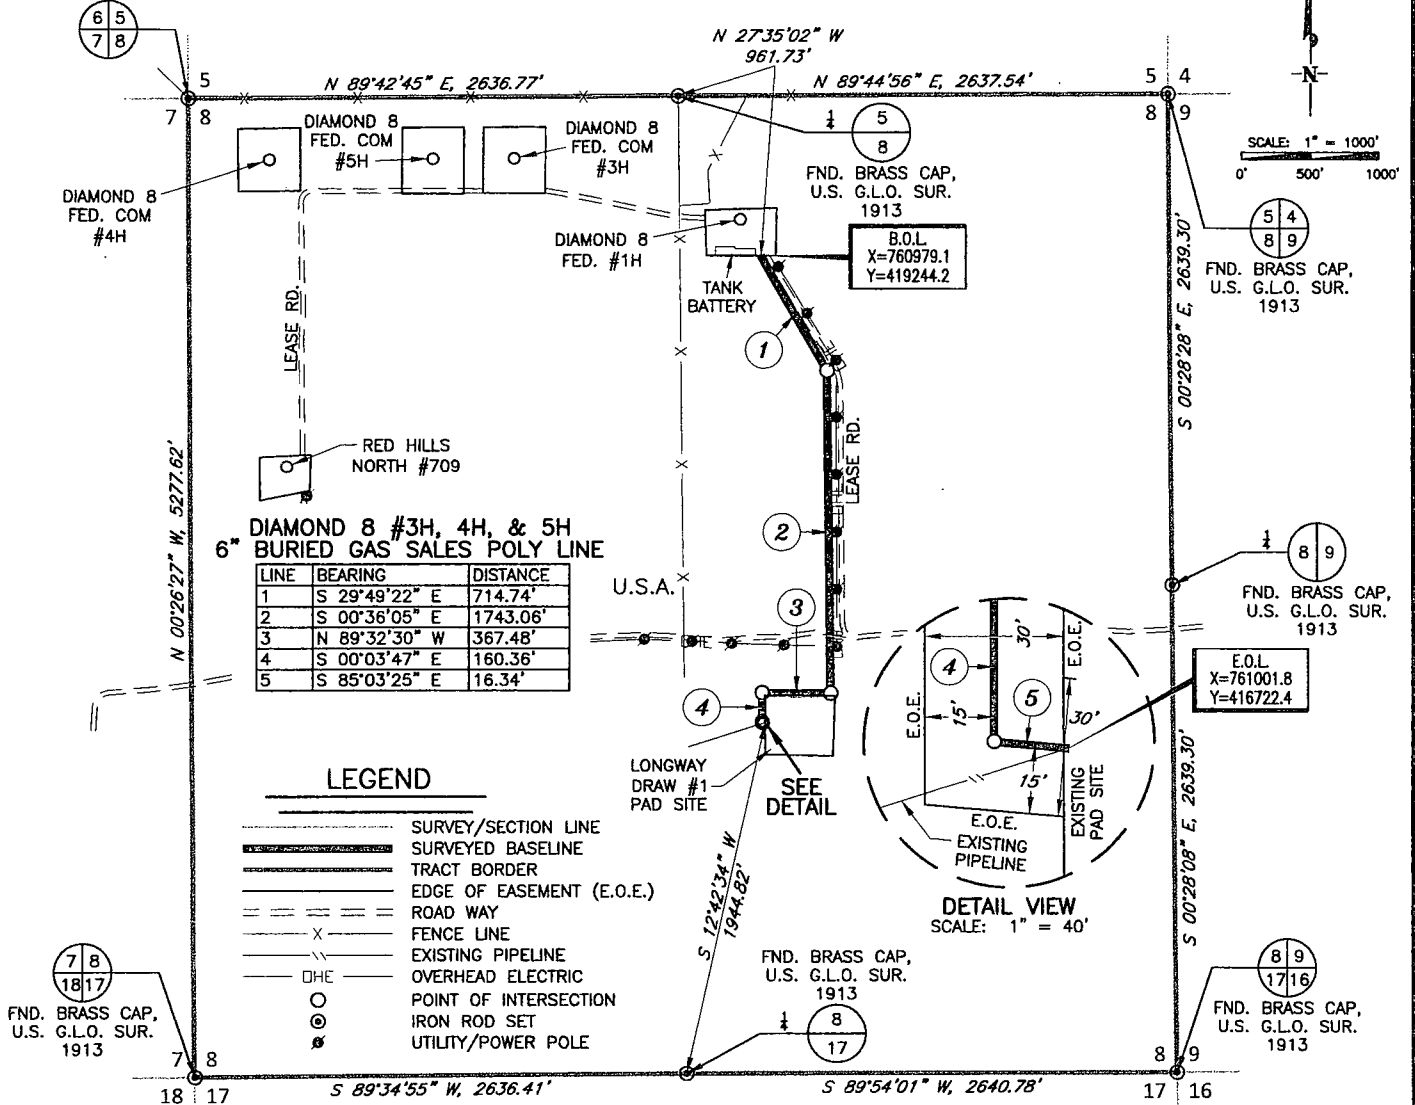 6 5
7 8
N 27°35'02" W
961.73'
N 89°42'45" E, 2636.77'
N 89°44'56" E, 2637.54'
5
7 8
5 4
8 9
-N-
SCALE: 1" = 1000'
0' 500' 1000'
1/4
5
8
FND. BRASS CAP,
U.S. G.L.O. SUR.
1913
5 4
8 9
FND. BRASS CAP,
U.S. G.L.O. SUR.
1913
DIAMOND 8
FED. COM
#5H
DIAMOND 8
FED. COM
#3H
DIAMOND 8
FED. COM
#4H
DIAMOND 8
FED. #1H
TANK
BATTERY
B.O.L.
X=760979.1
Y=419244.2
S 00°28'28" E, 2639.30'
LEASE RD.
1
RED HILLS
NORTH #709
N 00°26'27" W, 5277.62'
LEASE RD.
2
DIAMOND 8 #3H, 4H, & 5H
6" BURIED GAS SALES POLY LINE
LINE BEARING DISTANCE
1 S 29°49'22" E 714.74'
2 S 00°36'05" E 1743.06'
3 N 89°32'30" W 367.48'
4 S 00°03'47" E 160.36'
5 S 85°03'25" E 16.34'
U.S.A.
3
4
1/4
8 9
FND. BRASS CAP,
U.S. G.L.O. SUR.
1913
E.O.L.
X=761001.8
Y=416722.4
30'
E.O.E.
4
E.O.E.
15'
5
30'
15'
E.O.E.
EXISTING
PIPELINE
EXISTING
PAD SITE
DETAIL VIEW
SCALE: 1" = 40'
LONGWAY
DRAW #1
PAD SITE
SEE
DETAIL
S 12°42'34" W
1944.82'
S 00°28'08" E, 2639.30'
LEGEND
SURVEY/SECTION LINE
SURVEYED BASELINE
TRACT BORDER
EDGE OF EASEMENT (E.O.E.)
ROAD WAY
X FENCE LINE
EXISTING PIPELINE
OHE OVERHEAD ELECTRIC
POINT OF INTERSECTION
IRON ROD SET
UTILITY/POWER POLE
7 8
18 17
FND. BRASS CAP,
U.S. G.L.O. SUR.
1913
FND. BRASS CAP,
U.S. G.L.O. SUR.
1913
1/4
8
17
8 9
17 16
FND. BRASS CAP,
U.S. G.L.O. SUR.
1913
7 8
18 17
S 89°34'55" W, 2636.41'
S 89°54'01" W, 2640.78'
8 9
17 16